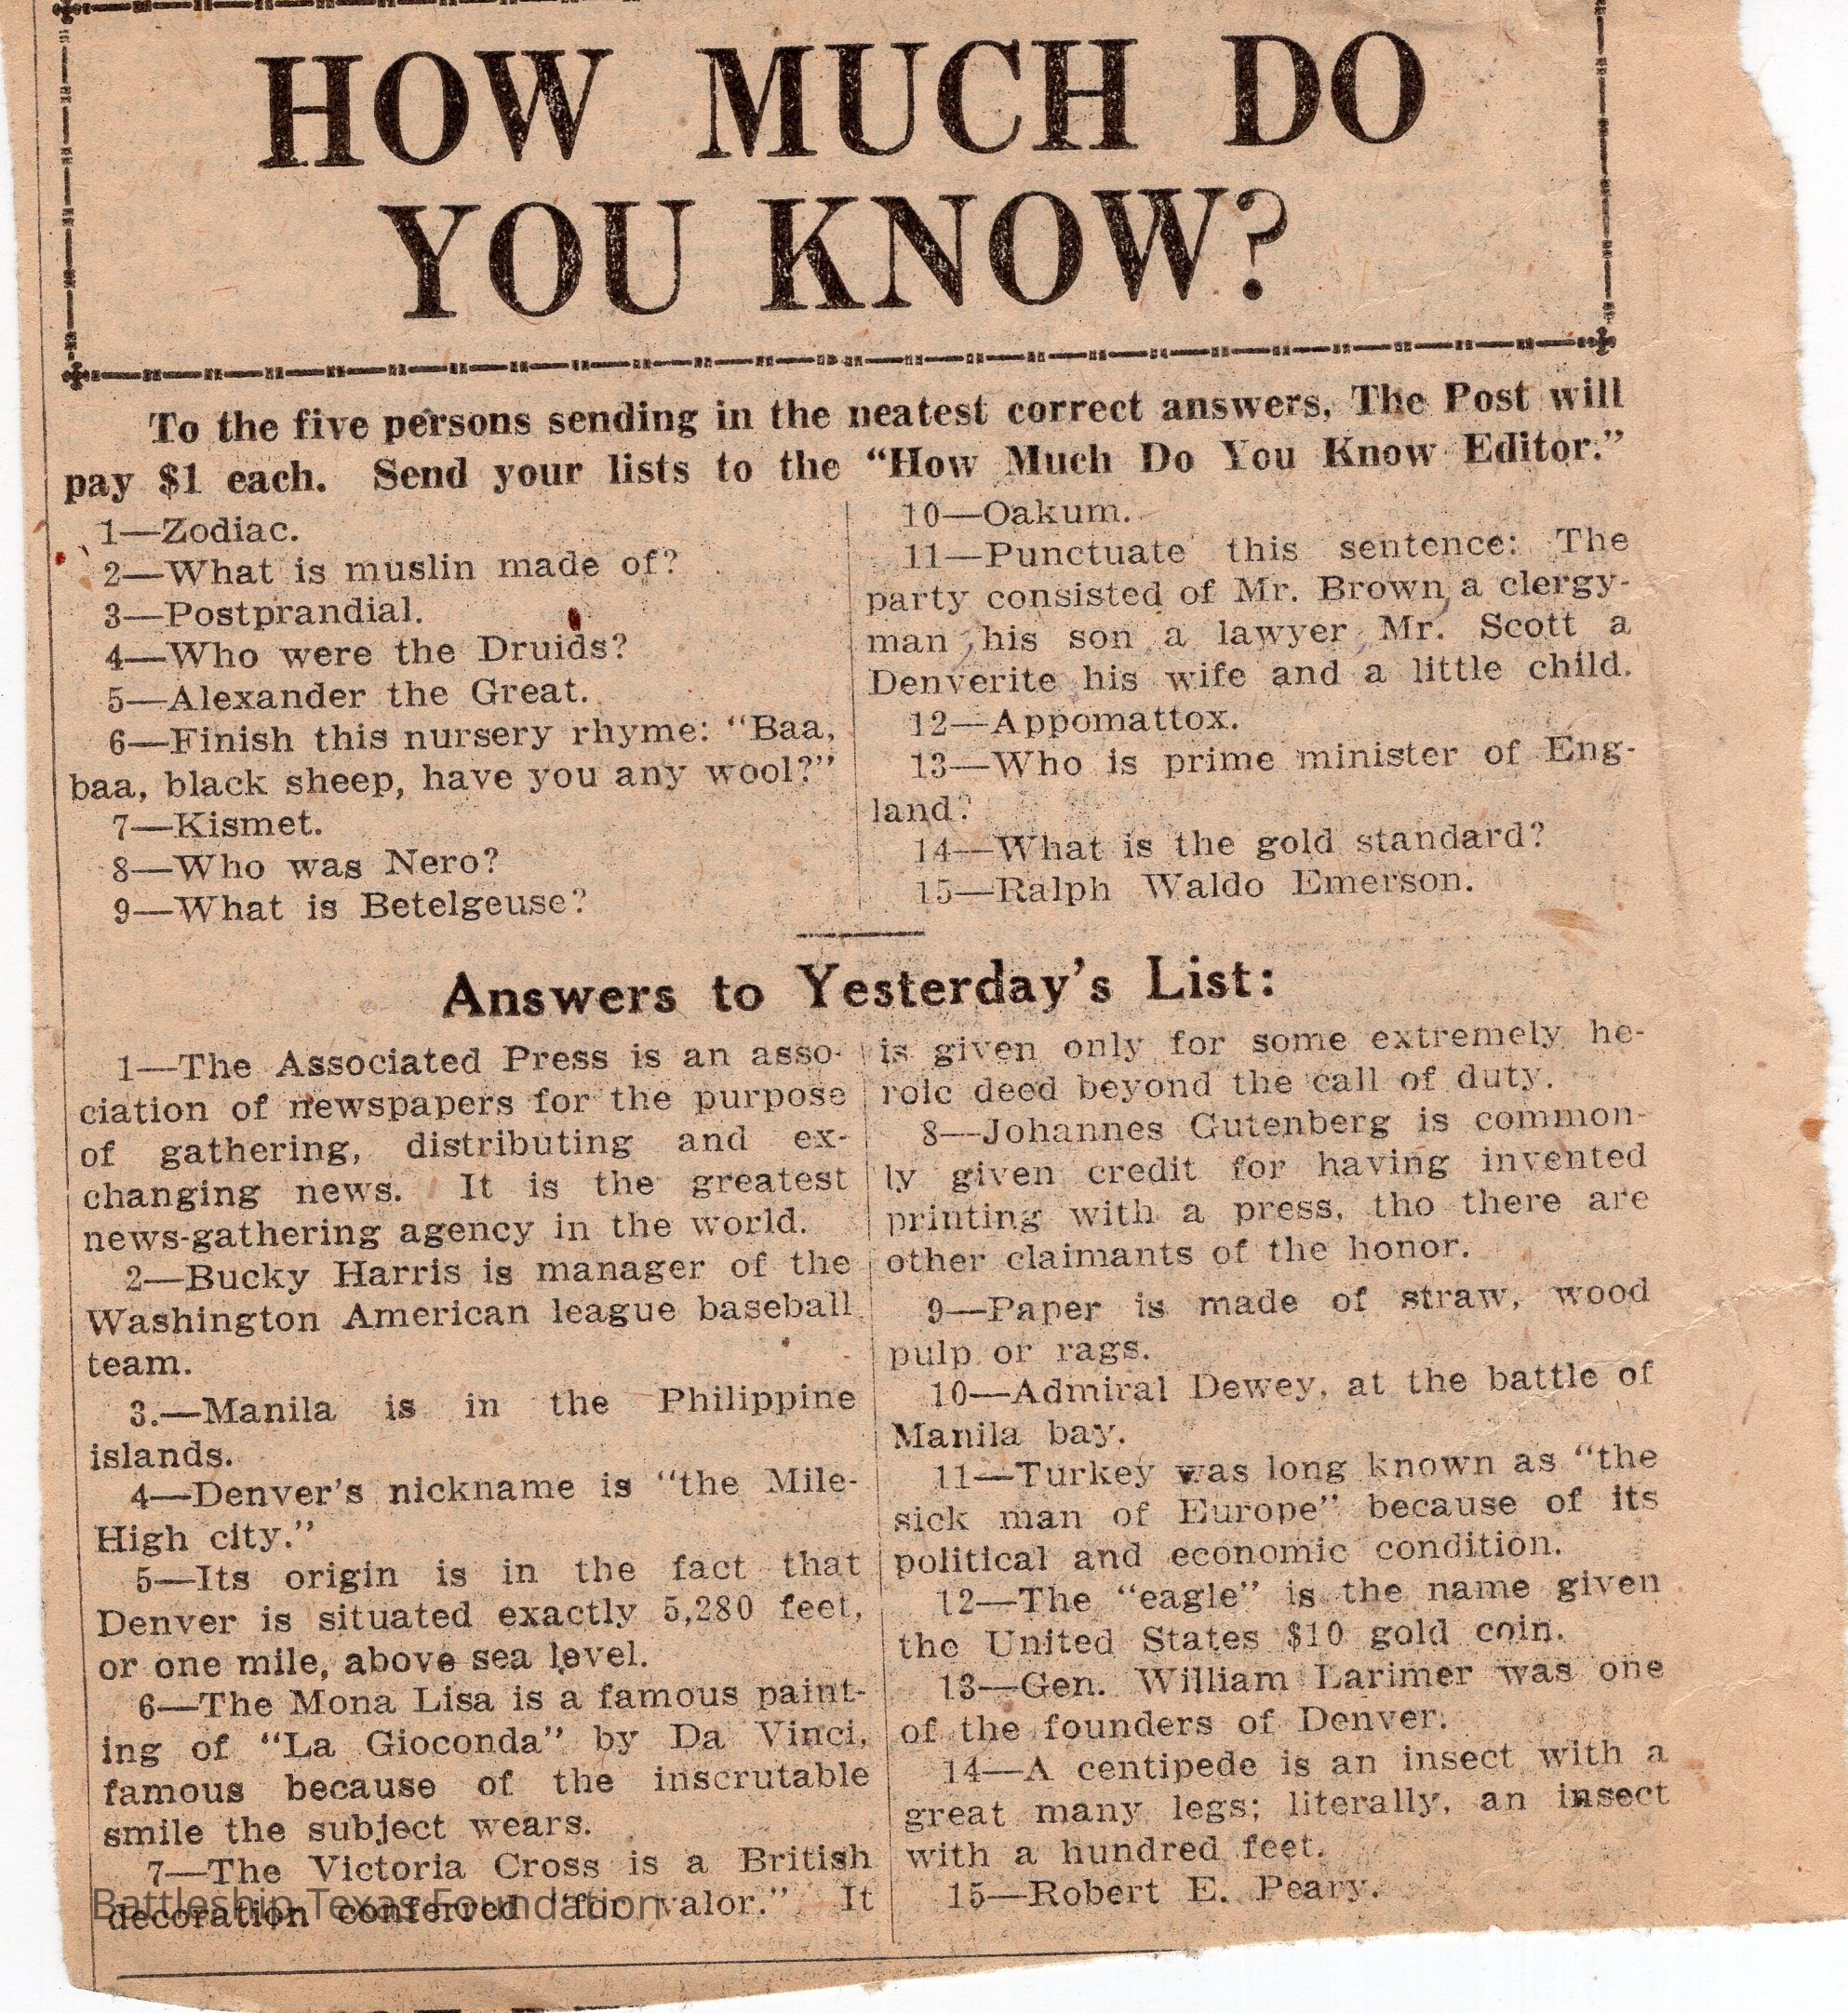 HOW MUCH DO
YOU KNOW?
To the five persons sending in the neatest correct answers, The Post will
pay $1 each. Send your lists to the "How Much Do You Know Editor."
1—Zodiac.
2—What is muslin made of?
3—Postprandial.
4—Who were the Druids?
5—Alexander the Great.
6—Finish this nursery rhyme: "Baa,
baa, black sheep, have you any wool?"
7—Kismet.
8—Who was Nero?
9—What is Betelgeuse?
10—Oakum.
11—Punctuate this sentence: The
party consisted of Mr. Brown, a clergy-
man, his son a lawyer, Mr. Scott a
Denverite his wife and a little child.
12—Appomattox.
13—Who is prime minister of Eng-
land?
14—What is the gold standard?
15—Ralph Waldo Emerson.
Answers to Yesterday's List:
1—The Associated Press is an asso-
ciation of newspapers for the purpose
of gathering, distributing and ex-
changing news. It is the greatest
news-gathering agency in the world.
2—Bucky Harris is manager of the
Washington American league baseball
team.
3.—Manila is in the Philippine
islands.
4—Denver's nickname is "the Mile-
High city."
5—Its origin is in the fact that
Denver is situated exactly 5,280 feet,
or one mile, above sea level.
6—The Mona Lisa is a famous paint-
ing of "La Gioconda" by Da Vinci,
famous because of the inscrutable
smile the subject wears.
7—The Victoria Cross is a British
decoration conferred "for valor." It
is given only for some extremely he-
roic deed beyond the call of duty.
8—Johannes Gutenberg is common-
ly given credit for having invented
printing with a press, tho there are
other claimants of the honor.
9—Paper is made of straw, wood
pulp or rags.
10—Admiral Dewey, at the battle of
Manila bay.
11—Turkey was long known as "the
sick man of Europe" because of its
political and economic condition.
12—The "eagle" is the name given
the United States $10 gold coin.
13—Gen. William Larimer was one
of the founders of Denver.
14—A centipede is an insect with a
great many legs; literally, an insect
with a hundred feet.
15—Robert E. Peary.
Battleship Texas Foundation